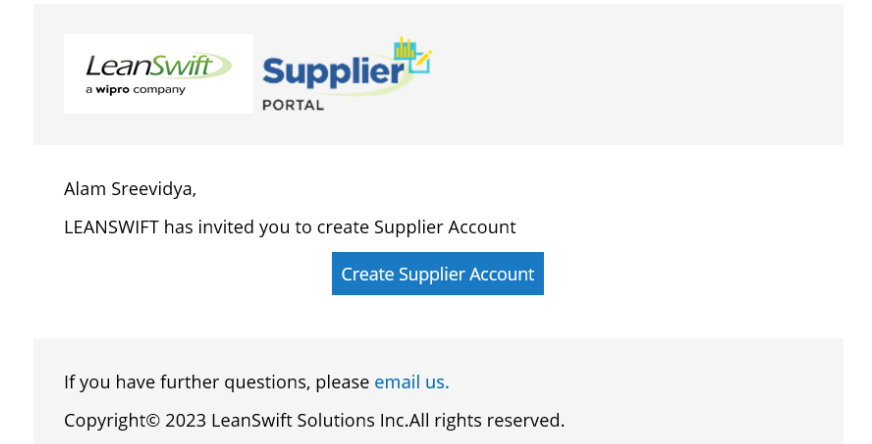 LeanSwift
a wipro company
Supplier
PORTAL
Alam Sreevidya,
LEANSWIFT has invited you to create Supplier Account
Create Supplier Account
If you have further questions, please email us.
Copyright© 2023 LeanSwift Solutions Inc.All rights reserved.